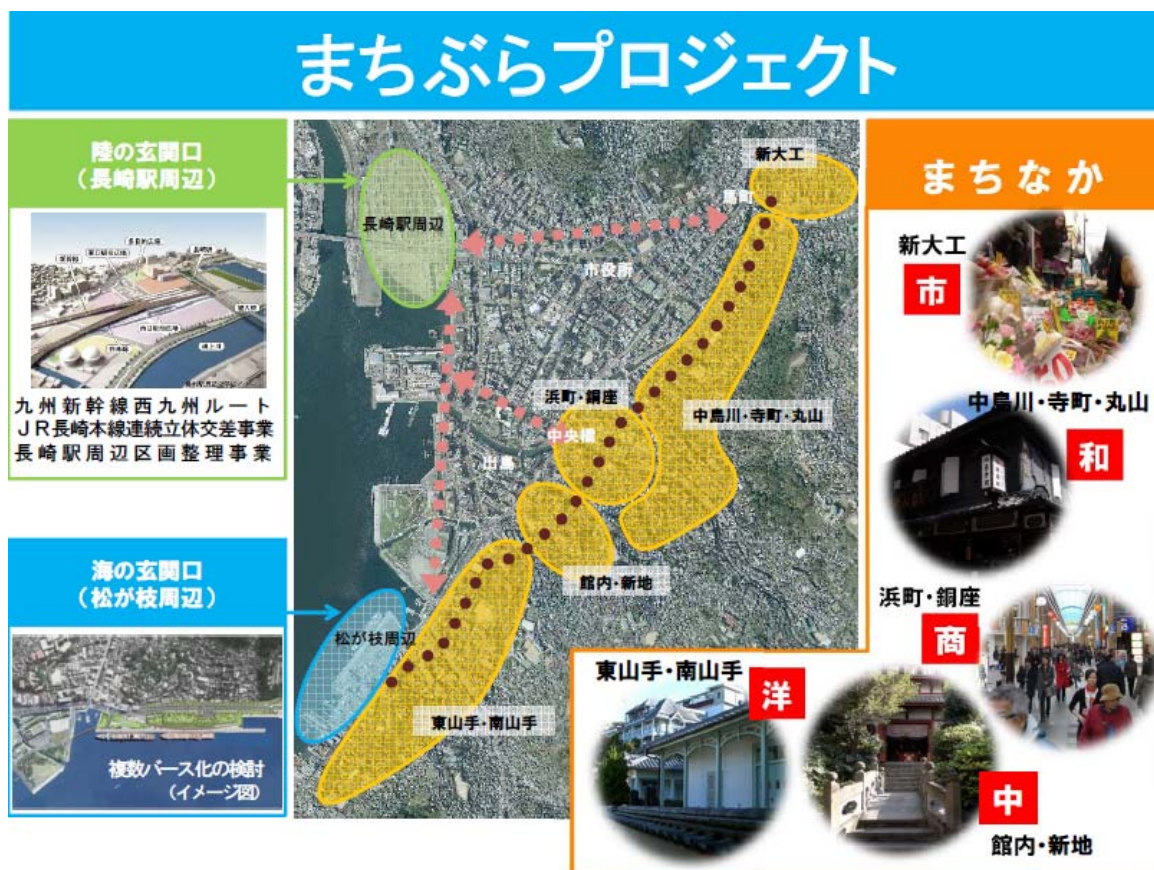 まちぶらプロジェクト
陸の玄関口
(長崎駅周辺)
九州新幹線西九州ルート
JR長崎本線連続立体交差事業
長崎駅周辺区画整理事業
海の玄関口
(松が枝周辺)
複数バース化の検討
(イメージ図)
新大工
馬町
長崎駅周辺
市役所
浜町・銅座
中央橋
中島川・寺町・丸山
出島
館内・新地
松が枝周辺
東山手・南山手
まちなか
新大工
市
中島川・寺町・丸山
和
浜町・銅座
商
東山手・南山手
洋
中
館内・新地